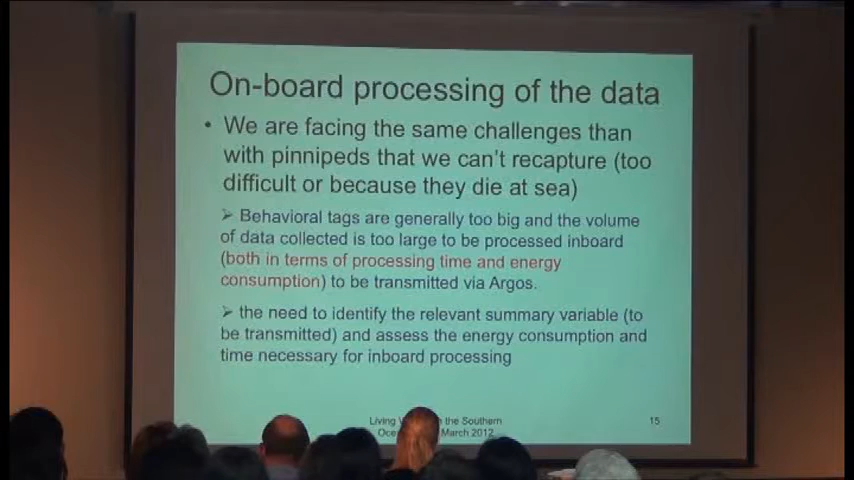 On-board processing of the data
• We are facing the same challenges than
with pinnipeds that we can't recapture (too
difficult or because they die at sea)
➢ Behavioral tags are generally too big and the volume
of data collected is too large to be processed inboard
(both in terms of processing time and energy
consumption) to be transmitted via Argos.
➢ the need to identify the relevant summary variable (to
be transmitted) and assess the energy consumption and
time necessary for inboard processing
Living the Southern
March 2012
15